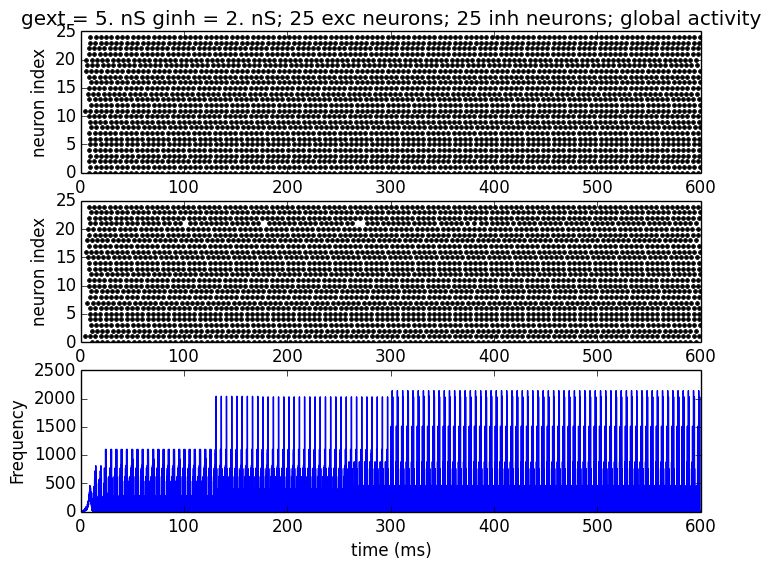 gext = 5. nS ginh = 2. nS; 25 exc neurons; 25 inh neurons; global activity
25
20
15
10
5
0
neuron index
0 100 200 300 400 500 600
25
20
15
10
5
0
neuron index
0 100 200 300 400 500 600
2500
2000
1500
1000
500
0
Frequency
0 100 200 300 400 500 600
time (ms)